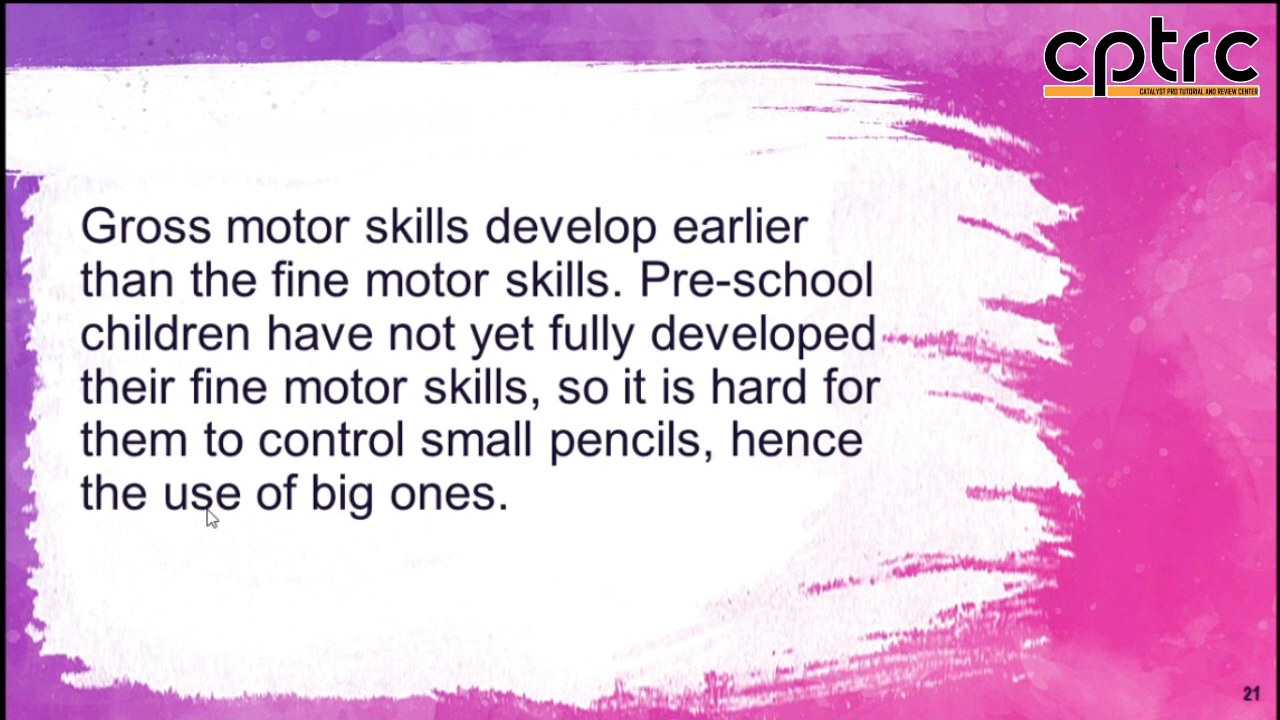 cptrc
CATALYST PRO TUTORIAL AND REVIEW CENTER
Gross motor skills develop earlier
than the fine motor skills. Pre-school
children have not yet fully developed
their fine motor skills, so it is hard for
them to control small pencils, hence
the use of big ones.
21